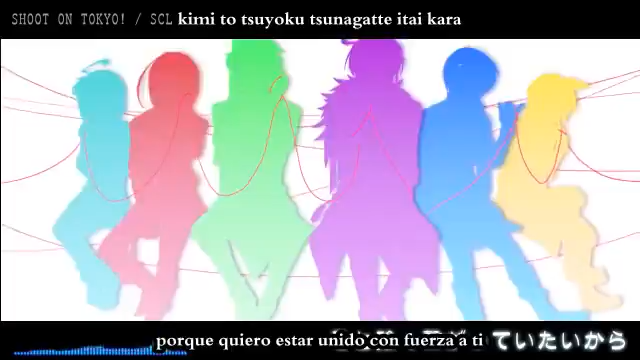 SHOOT ON TOKYO! / SCL
kimi to tsuyoku tsunagatte itai kara
porque quiero estar unido con fuerza a ti
ていたいから